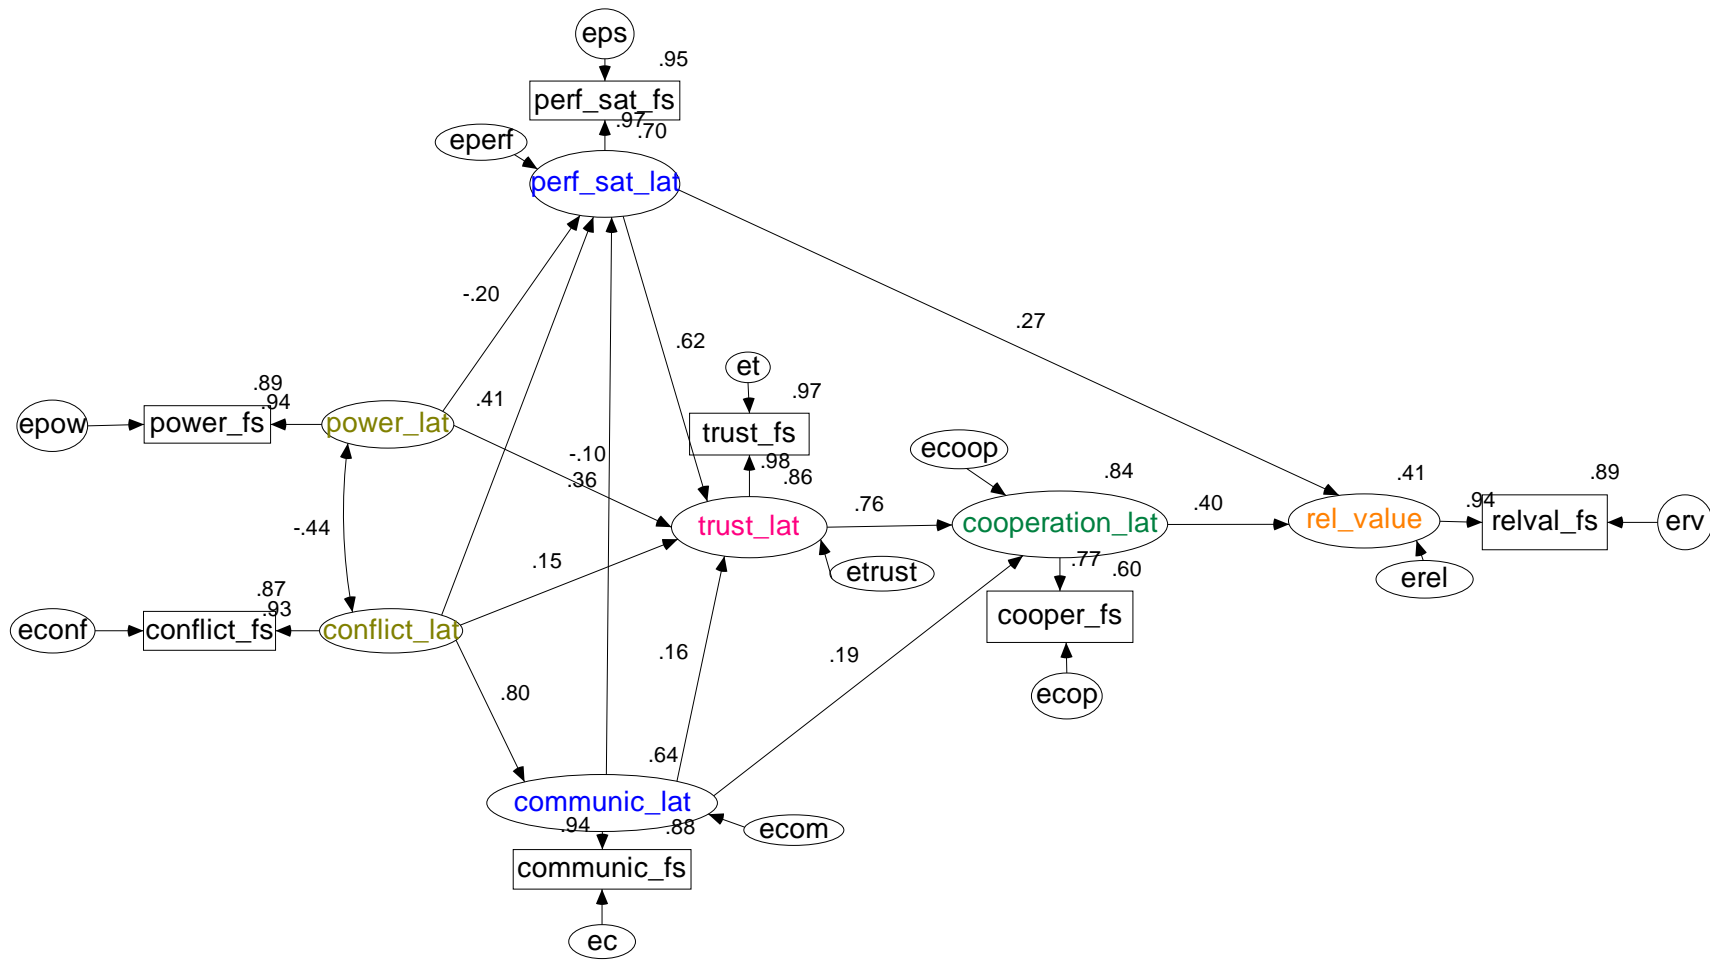 eps
.95
perf_sat_fs
.97
.70
eperf
perf_sat_lat
-.20
.27
.62
et
.97
.89
.94
.41
epow
power_fs
power_lat
trust_fs
-.10
.98
.86
.36
ecoop
.84
.41
.89
.94
.76
.40
trust_lat
cooperation_lat
rel_value
relval_fs
erv
-.44
.15
etrust
.77
.60
erel
.87
.93
econf
conflict_fs
conflict_lat
cooper_fs
.16
.19
.80
ecop
.64
communic_lat
.94
.88
ecom
communic_fs
ec